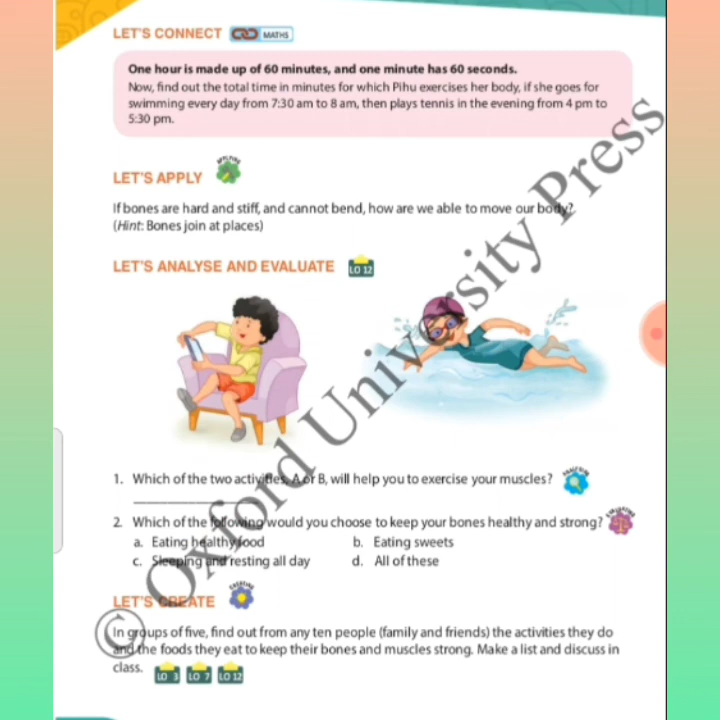 LET'S CONNECT MATHS
One hour is made up of 60 minutes, and one minute has 60 seconds.
Now, find out the total time in minutes for which Pihu exercises her body, if she goes for
swimming every day from 7:30 am to 8 am, then plays tennis in the evening from 4 pm to
5:30 pm.
LET'S APPLY APPLYING
If bones are hard and stiff, and cannot bend, how are we able to move our body?
(Hint: Bones join at places)
LET'S ANALYSE AND EVALUATE LO 12
1. Which of the two activities, A or B, will help you to exercise your muscles?
2. Which of the following would you choose to keep your bones healthy and strong?
a. Eating healthy food b. Eating sweets
c. Sleeping and resting all day d. All of these
LET'S CREATE
In groups of five, find out from any ten people (family and friends) the activities they do
and the foods they eat to keep their bones and muscles strong. Make a list and discuss in
class. LO 3 LO 7 LO 12
© Oxford University Press